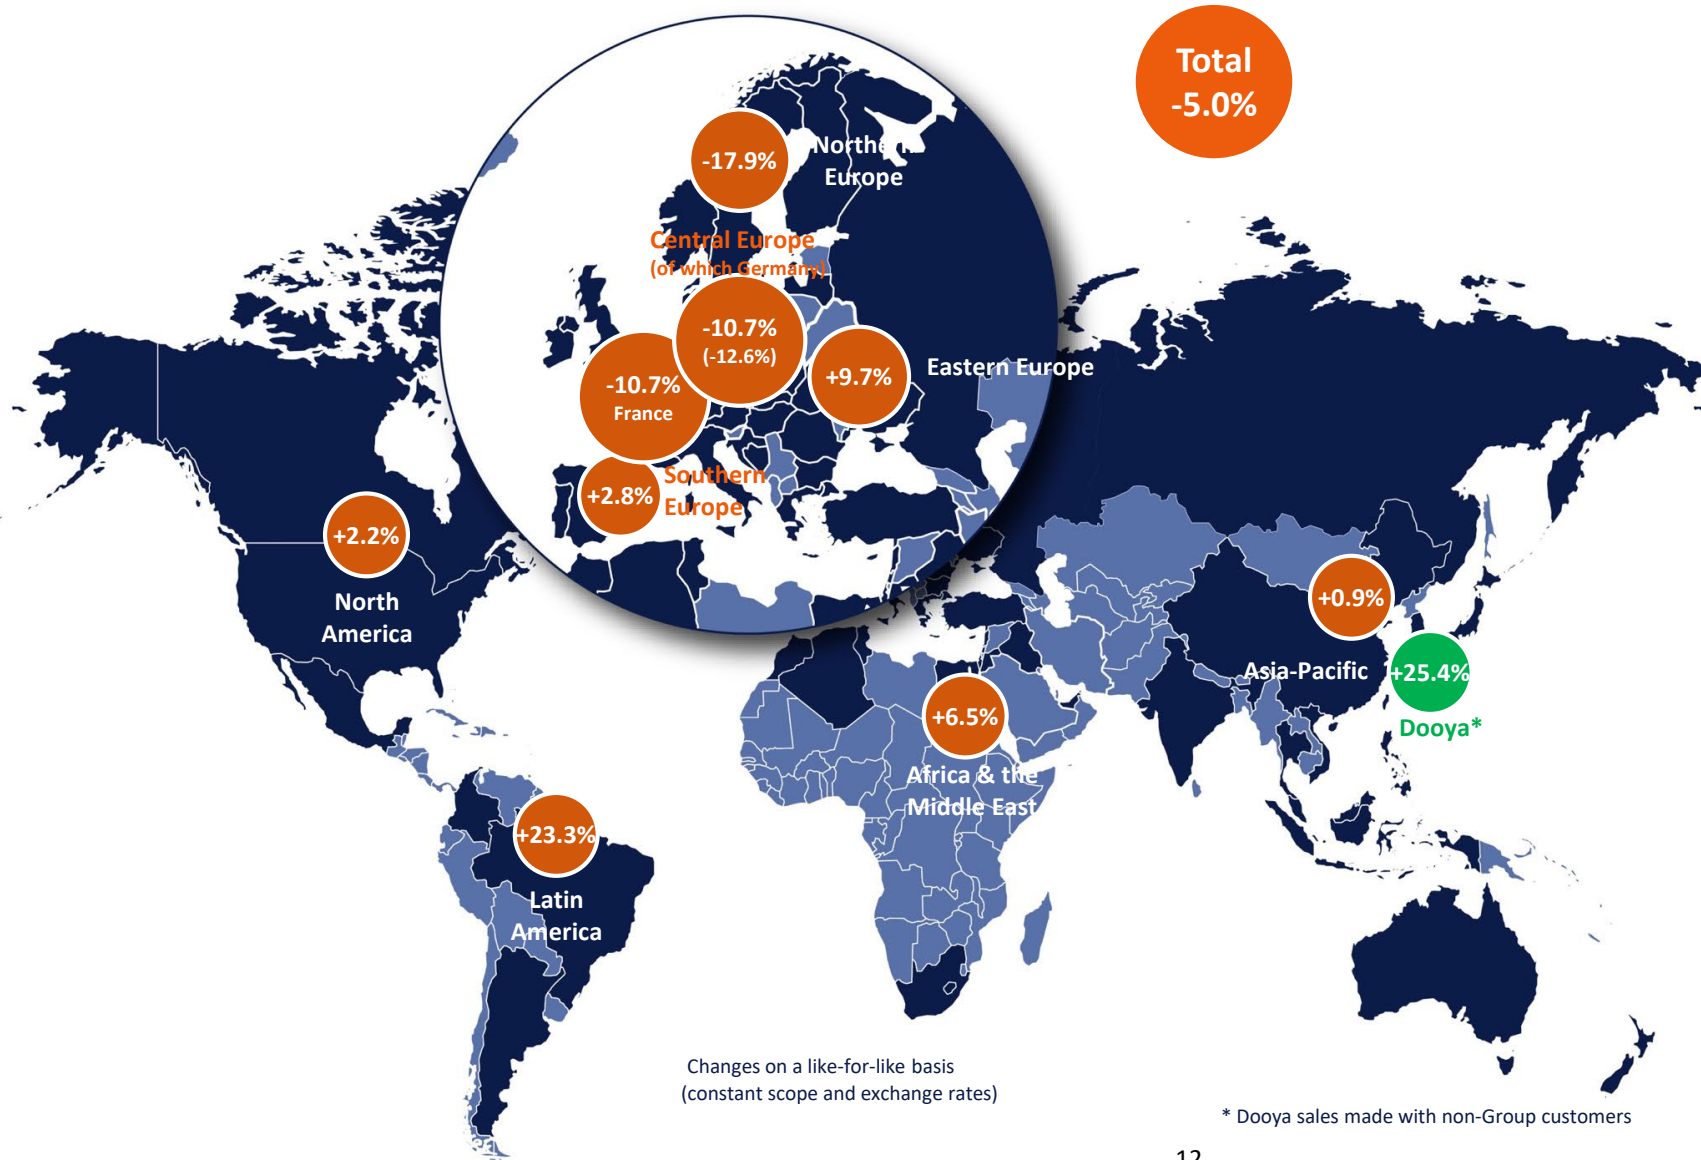 Total
-5.0%
-17.9%
Northern
Europe
Central Europe
(of which Germany)
-10.7%
(-12.6%)
-10.7%
France
+9.7%
Eastern Europe
+2.8%
Southern
Europe
+2.2%
North
America
+0.9%
Asia-Pacific
+25.4%
Dooya*
+6.5%
Africa & the
Middle East
+23.3%
Latin
America
Changes on a like-for-like basis
(constant scope and exchange rates)
* Dooya sales made with non-Group customers
12